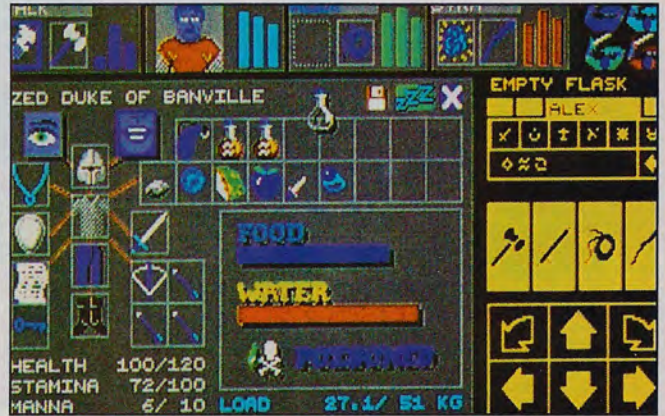 ZED DUKE OF BANVILLE
ZZZ
EMPTY FLASK
ALEX
FOOD
WATER
POISONED
HEALTH 100/120
STAMINA 72/100
MANNA 6/ 10 LOAD 27.1/ 51 KG